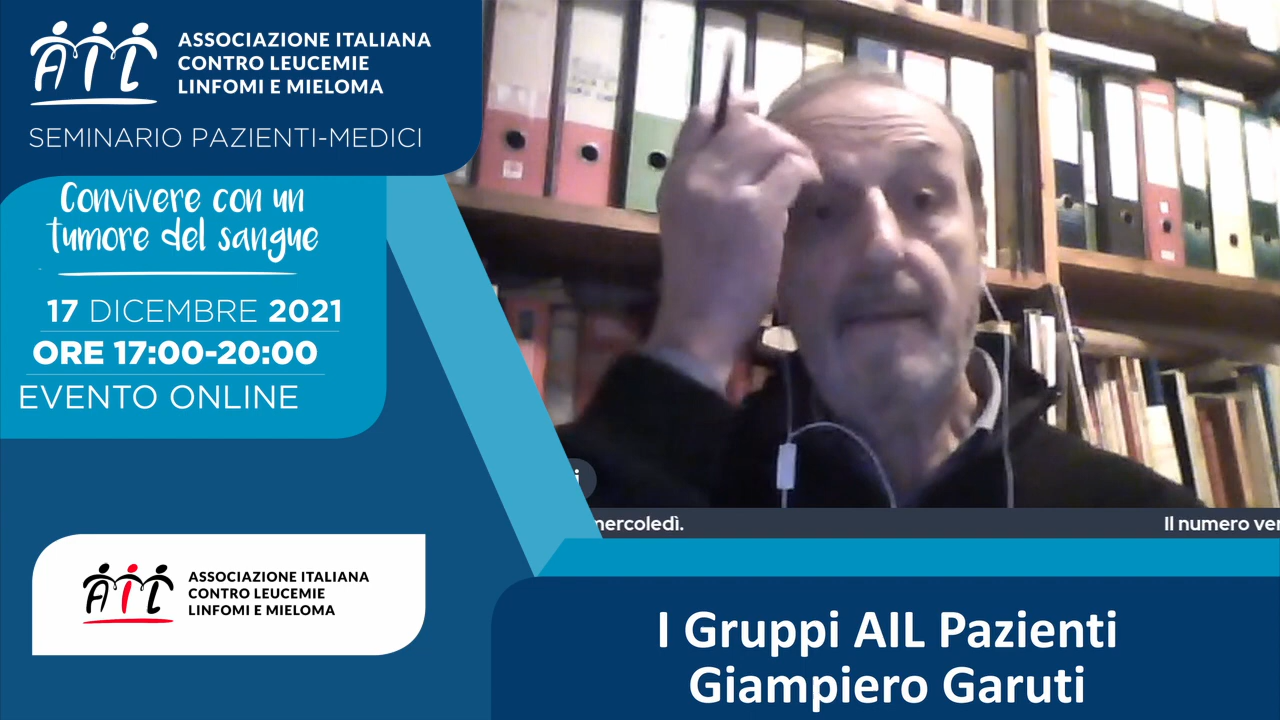 AIL
ASSOCIAZIONE ITALIANA
CONTRO LEUCEMIE
LINFOMI E MIELOMA
SEMINARIO PAZIENTI-MEDICI
Convivere con un
tumore del sangue
17 DICEMBRE 2021
ORE 17:00-20:00
EVENTO ONLINE
mercoledì.
Il numero ver
AIL
ASSOCIAZIONE ITALIANA
CONTRO LEUCEMIE
LINFOMI E MIELOMA
I Gruppi AIL Pazienti
Giampiero Garuti